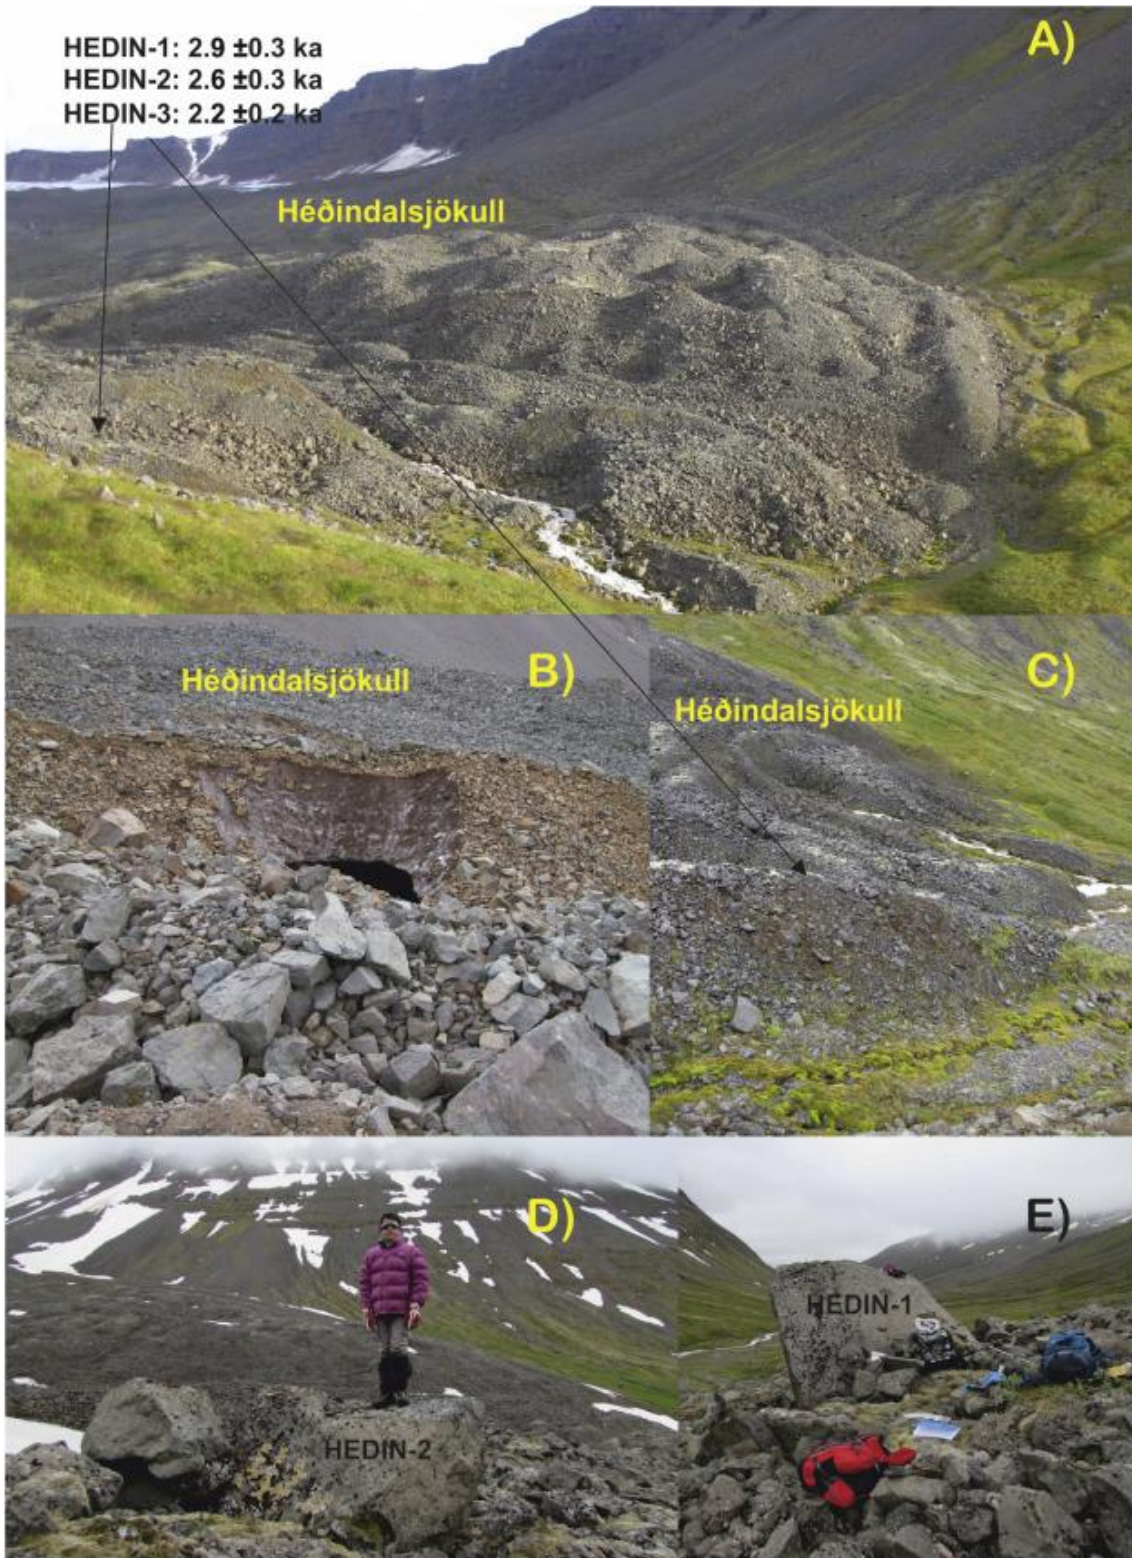 HEDIN-1: 2.9 ±0.3 ka
HEDIN-2: 2.6 ±0.3 ka
HEDIN-3: 2.2 ±0.2 ka
A)
Héðindalsjökull
Héðindalsjökull
B)
C)
Héðindalsjökull
D)
HEDIN-2
E)
HEDIN-1